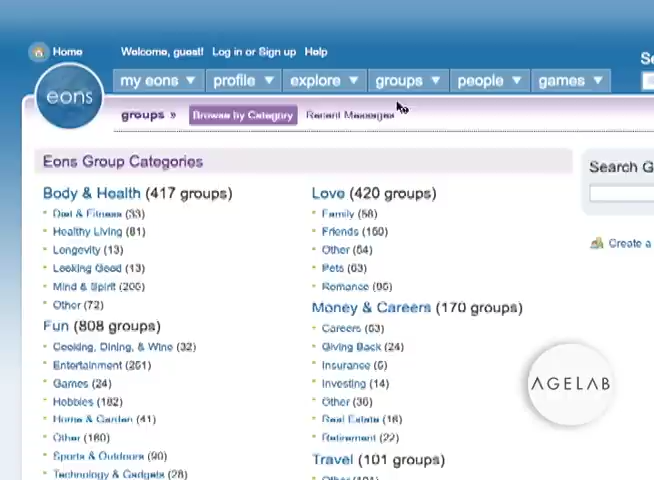 Home Welcome, guest! Log in or Sign up Help
eons
my eons profile explore groups people games
groups » Browse by Category Recent Messages
Eons Group Categories
Body & Health (417 groups)
Diet & Fitness (33)
Healthy Living (81)
Longevity (13)
Looking Good (13)
Mind & Spirit (205)
Other (72)
Fun (808 groups)
Cooking, Dining, & Wine (32)
Entertainment (251)
Games (24)
Hobbies (182)
Home & Garden (41)
Other (160)
Sports & Outdoors (90)
Technology & Gadgets (28)
Love (420 groups)
Family (58)
Friends (150)
Other (54)
Pets (63)
Romance (95)
Money & Careers (170 groups)
Careers (63)
Giving Back (24)
Insurance (5)
Investing (14)
Other (36)
Real Estate (16)
Retirement (22)
Travel (101 groups)
Search G
Create a
AGELAB